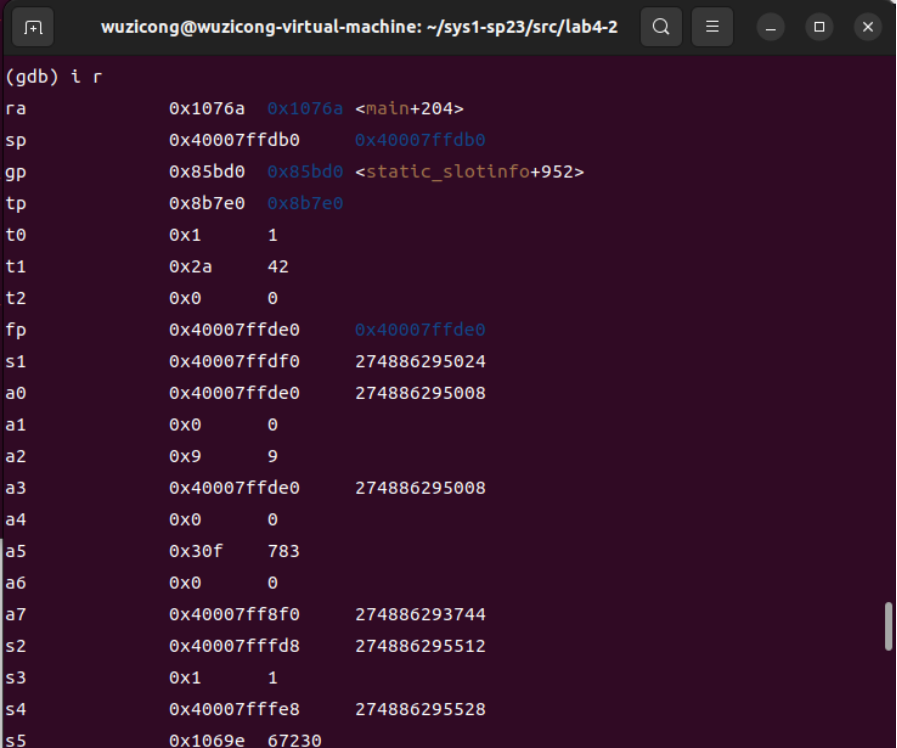 wuzicong@wuzicong-virtual-machine: ~/sys1-sp23/src/lab4-2
(gdb) i r
ra 0x1076a 0x1076a <main+204>
sp 0x40007ffdb0 0x40007ffdb0
gp 0x85bd0 0x85bd0 <static_slotinfo+952>
tp 0x8b7e0 0x8b7e0
t0 0x1 1
t1 0x2a 42
t2 0x0 0
fp 0x40007ffde0 0x40007ffde0
s1 0x40007ffdf0 274886295024
a0 0x40007ffde0 274886295008
a1 0x0 0
a2 0x9 9
a3 0x40007ffde0 274886295008
a4 0x0 0
a5 0x30f 783
a6 0x0 0
a7 0x40007ff8f0 274886293744
s2 0x40007fffd8 274886295512
s3 0x1 1
s4 0x40007fffe8 274886295528
s5 0x1069e 67230